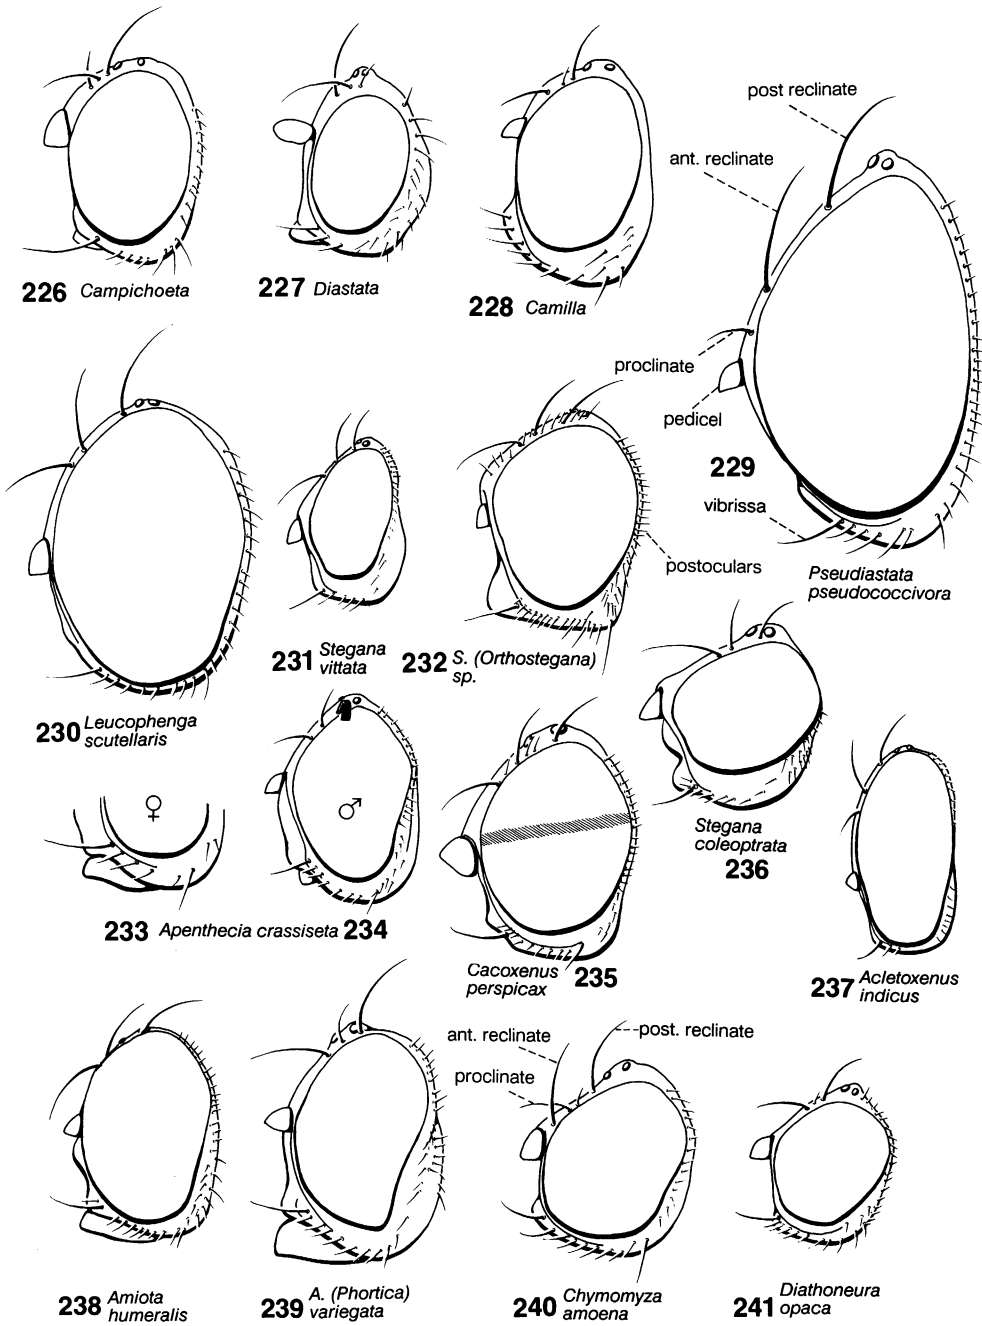 226 Campichoeta
227 Diastata
228 Camilla
post reclinate
ant. reclinate
proclinate
pedicel
229
vibrissa
postoculars
Pseudiastata
pseudococcivora
230 Leucophenga
scutellaris
231 Stegana
vittata
232 S. (Orthostegana)
sp.
♀
♂
233 Apenthecia crassiseta 234
Cacoxenus
perspicax 235
Stegana
coleoptrata
236
237 Acletoxenus
indicus
ant. reclinate
post. reclinate
proclinate
238 Amiota
humeralis
239 A. (Phortica)
variegata
240 Chymomyza
amoena
241 Diathoneura
opaca